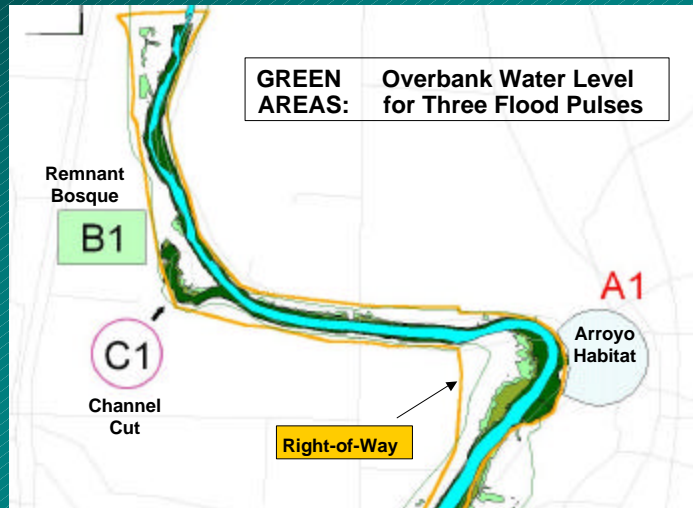 GREEN Overbank Water Level
AREAS: for Three Flood Pulses
Remnant
Bosque
B1
A1
Arroyo
Habitat
C1
Channel
Cut
Right-of-Way